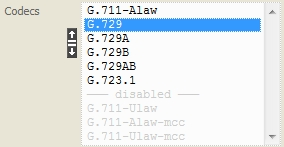 Codecs
G.711-Alaw
G.729
G.729A
G.729B
G.729AB
G.723.1
—— disabled ——
G.711-Ulaw
G.711-Alaw-mcc
G.711-Ulaw-mcc